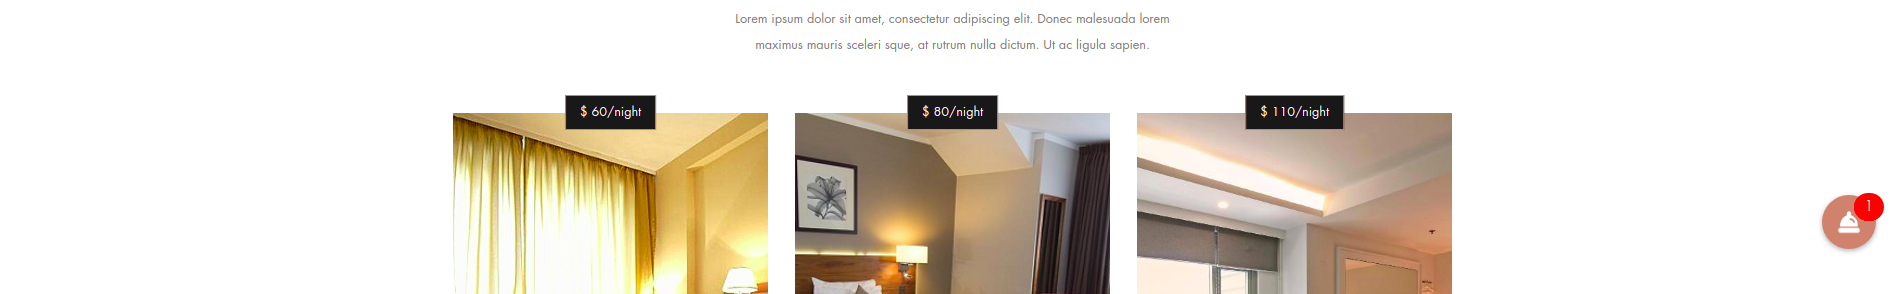 Lorem ipsum dolor sit amet, consectetur adipiscing elit. Donec malesuada lorem
maximus mauris sceleri sque, at rutrum nulla dictum. Ut ac ligula sapien.
$ 60/night
$ 80/night
$ 110/night
1